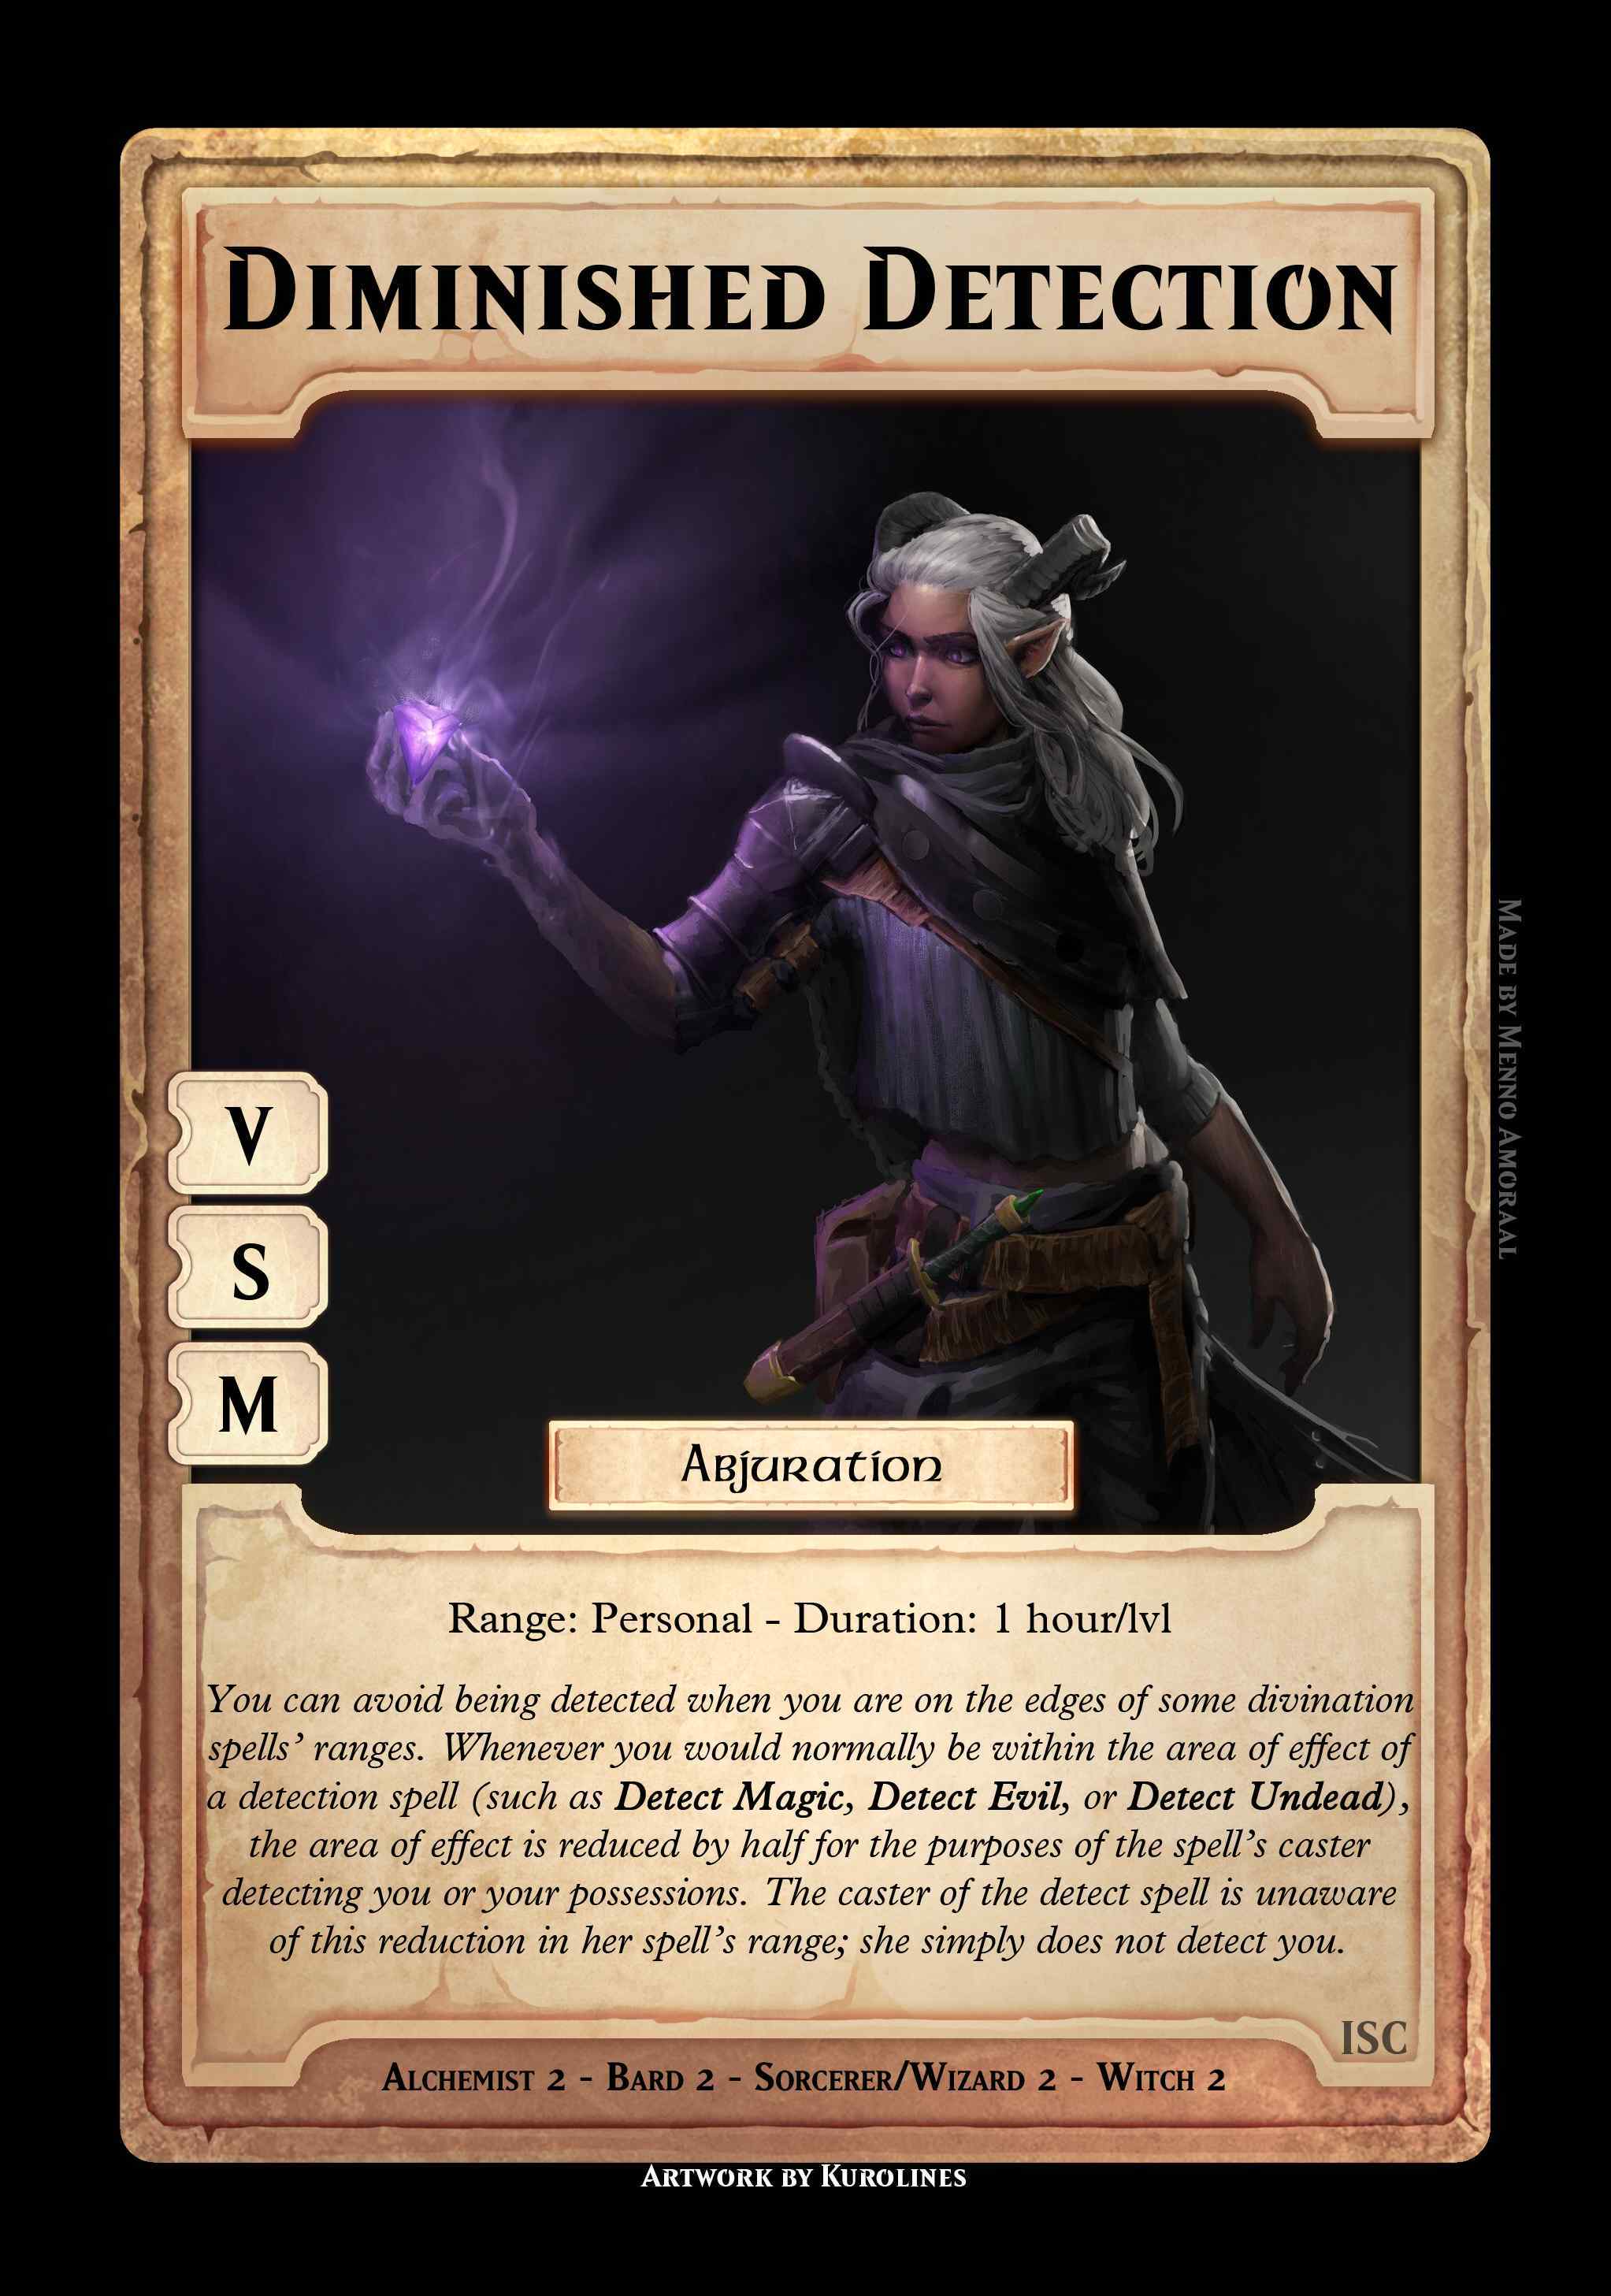 Diminished Detection
V
S
M
Abjuration
Range: Personal - Duration: 1 hour/lvl
You can avoid being detected when you are on the edges of some divination
spells’ ranges. Whenever you would normally be within the area of effect of
a detection spell (such as Detect Magic, Detect Evil, or Detect Undead),
the area of effect is reduced by half for the purposes of the spell’s caster
detecting you or your possessions. The caster of the detect spell is unaware
of this reduction in her spell’s range; she simply does not detect you.
ISC
Alchemist 2 - Bard 2 - Sorcerer/Wizard 2 - Witch 2
Artwork by Kurolines
Made by Menno Amoraal